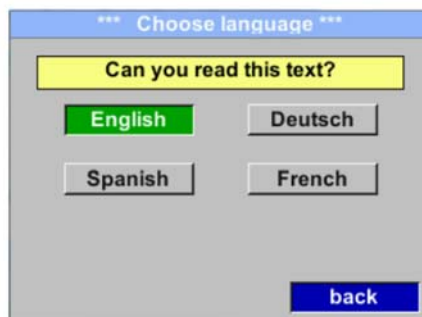 *** Choose language ***
Can you read this text?
English Deutsch
Spanish French
back